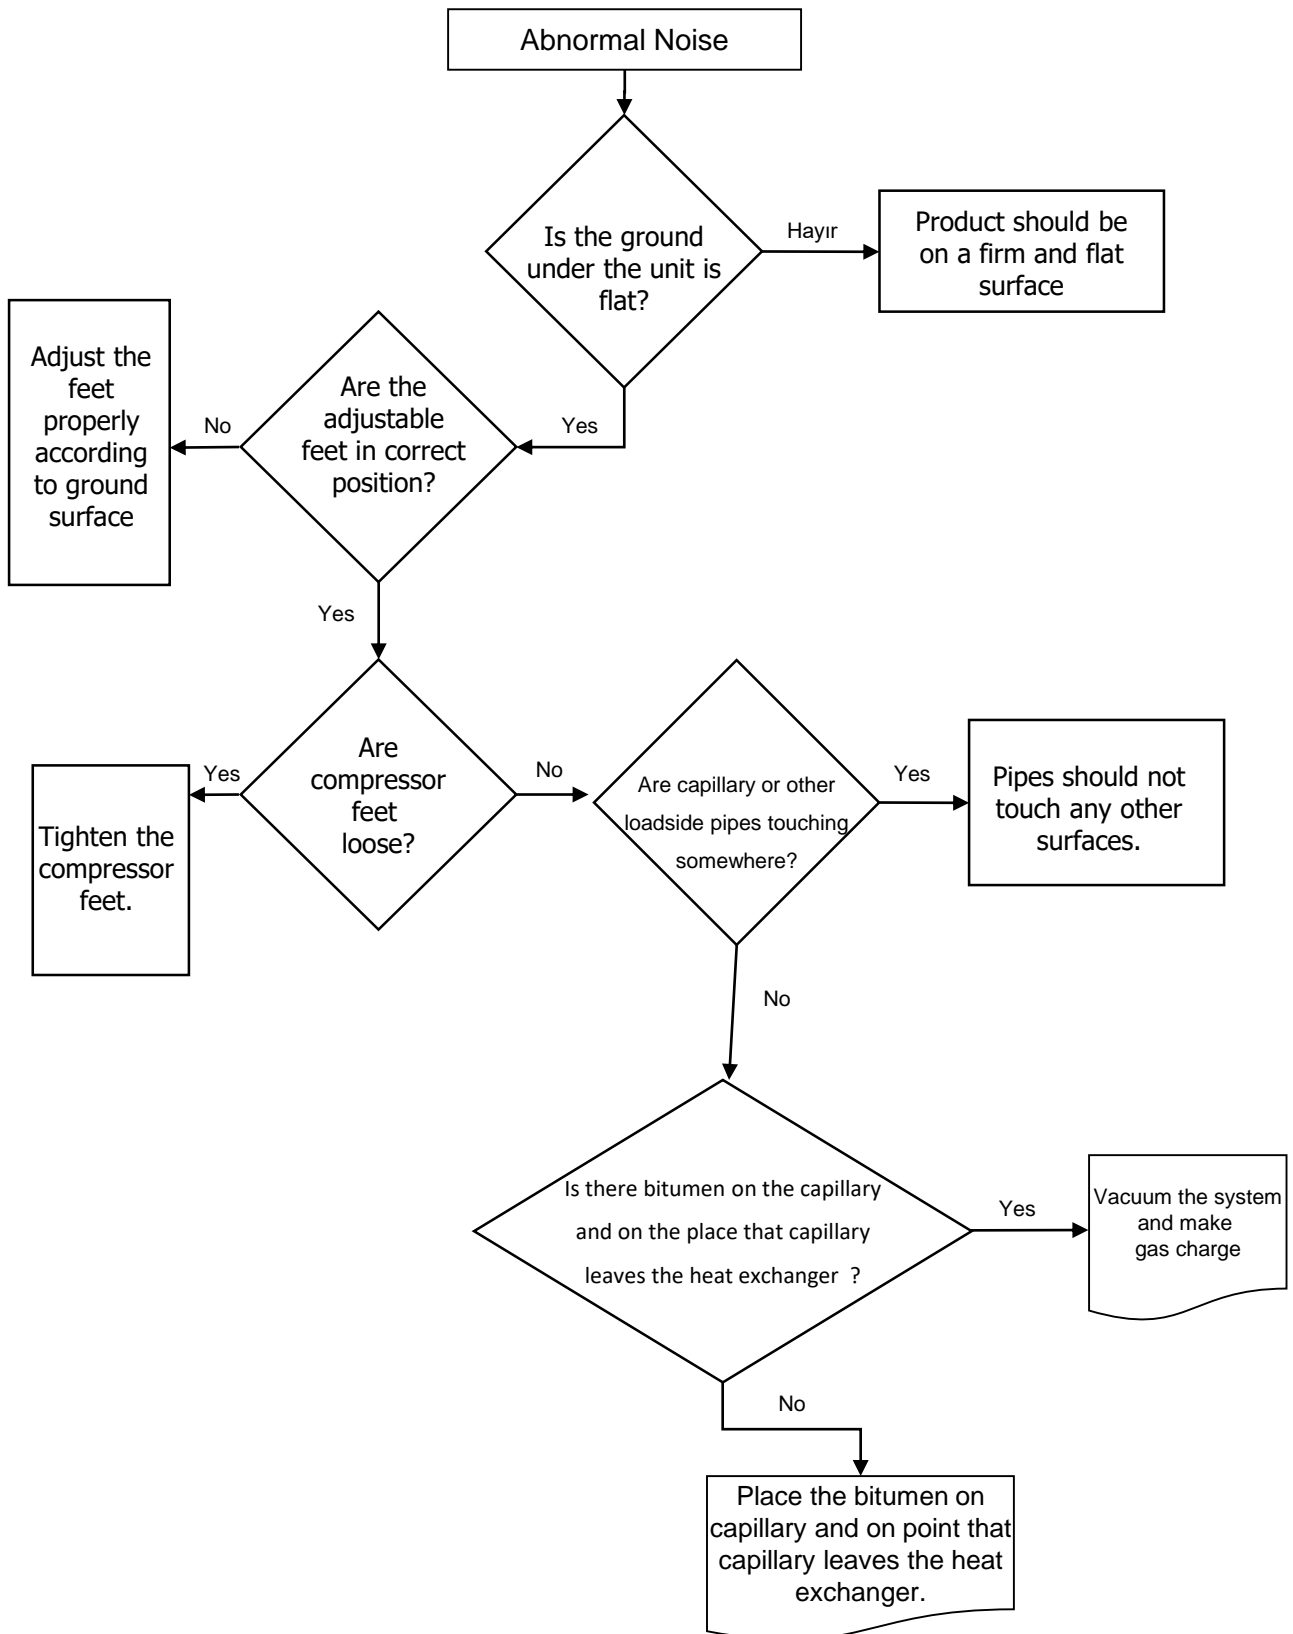 Abnormal Noise
Is the ground
under the unit is
flat?
Hayır
Product should be
on a firm and flat
surface
Yes
Are the
adjustable
feet in correct
position?
No
Adjust the
feet
properly
according
to ground
surface
Yes
Are
compressor
feet
loose?
Yes
Tighten the
compressor
feet.
No
Are capillary or other
loadside pipes touching
somewhere?
Yes
Pipes should not
touch any other
surfaces.
No
Is there bitumen on the capillary
and on the place that capillary
leaves the heat exchanger ?
Yes
Vacuum the system
and make
gas charge
No
Place the bitumen on
capillary and on point that
capillary leaves the heat
exchanger.